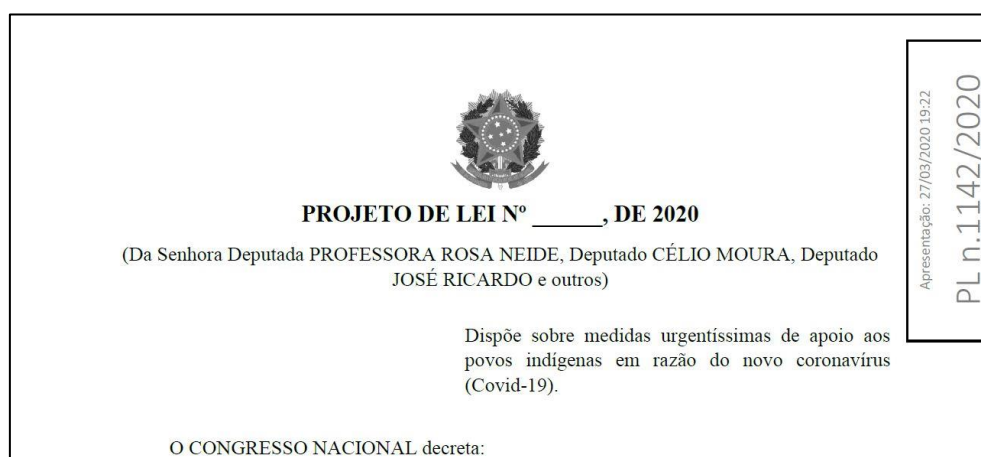 PROJETO DE LEI Nº ______, DE 2020
(Da Senhora Deputada PROFESSORA ROSA NEIDE, Deputado CÉLIO MOURA, Deputado
JOSÉ RICARDO e outros)
Dispõe sobre medidas urgentíssimas de apoio aos
povos indígenas em razão do novo coronavírus
(Covid-19).
O CONGRESSO NACIONAL decreta:
Apresentação: 27/03/2020 19:22
PL n.1142/2020